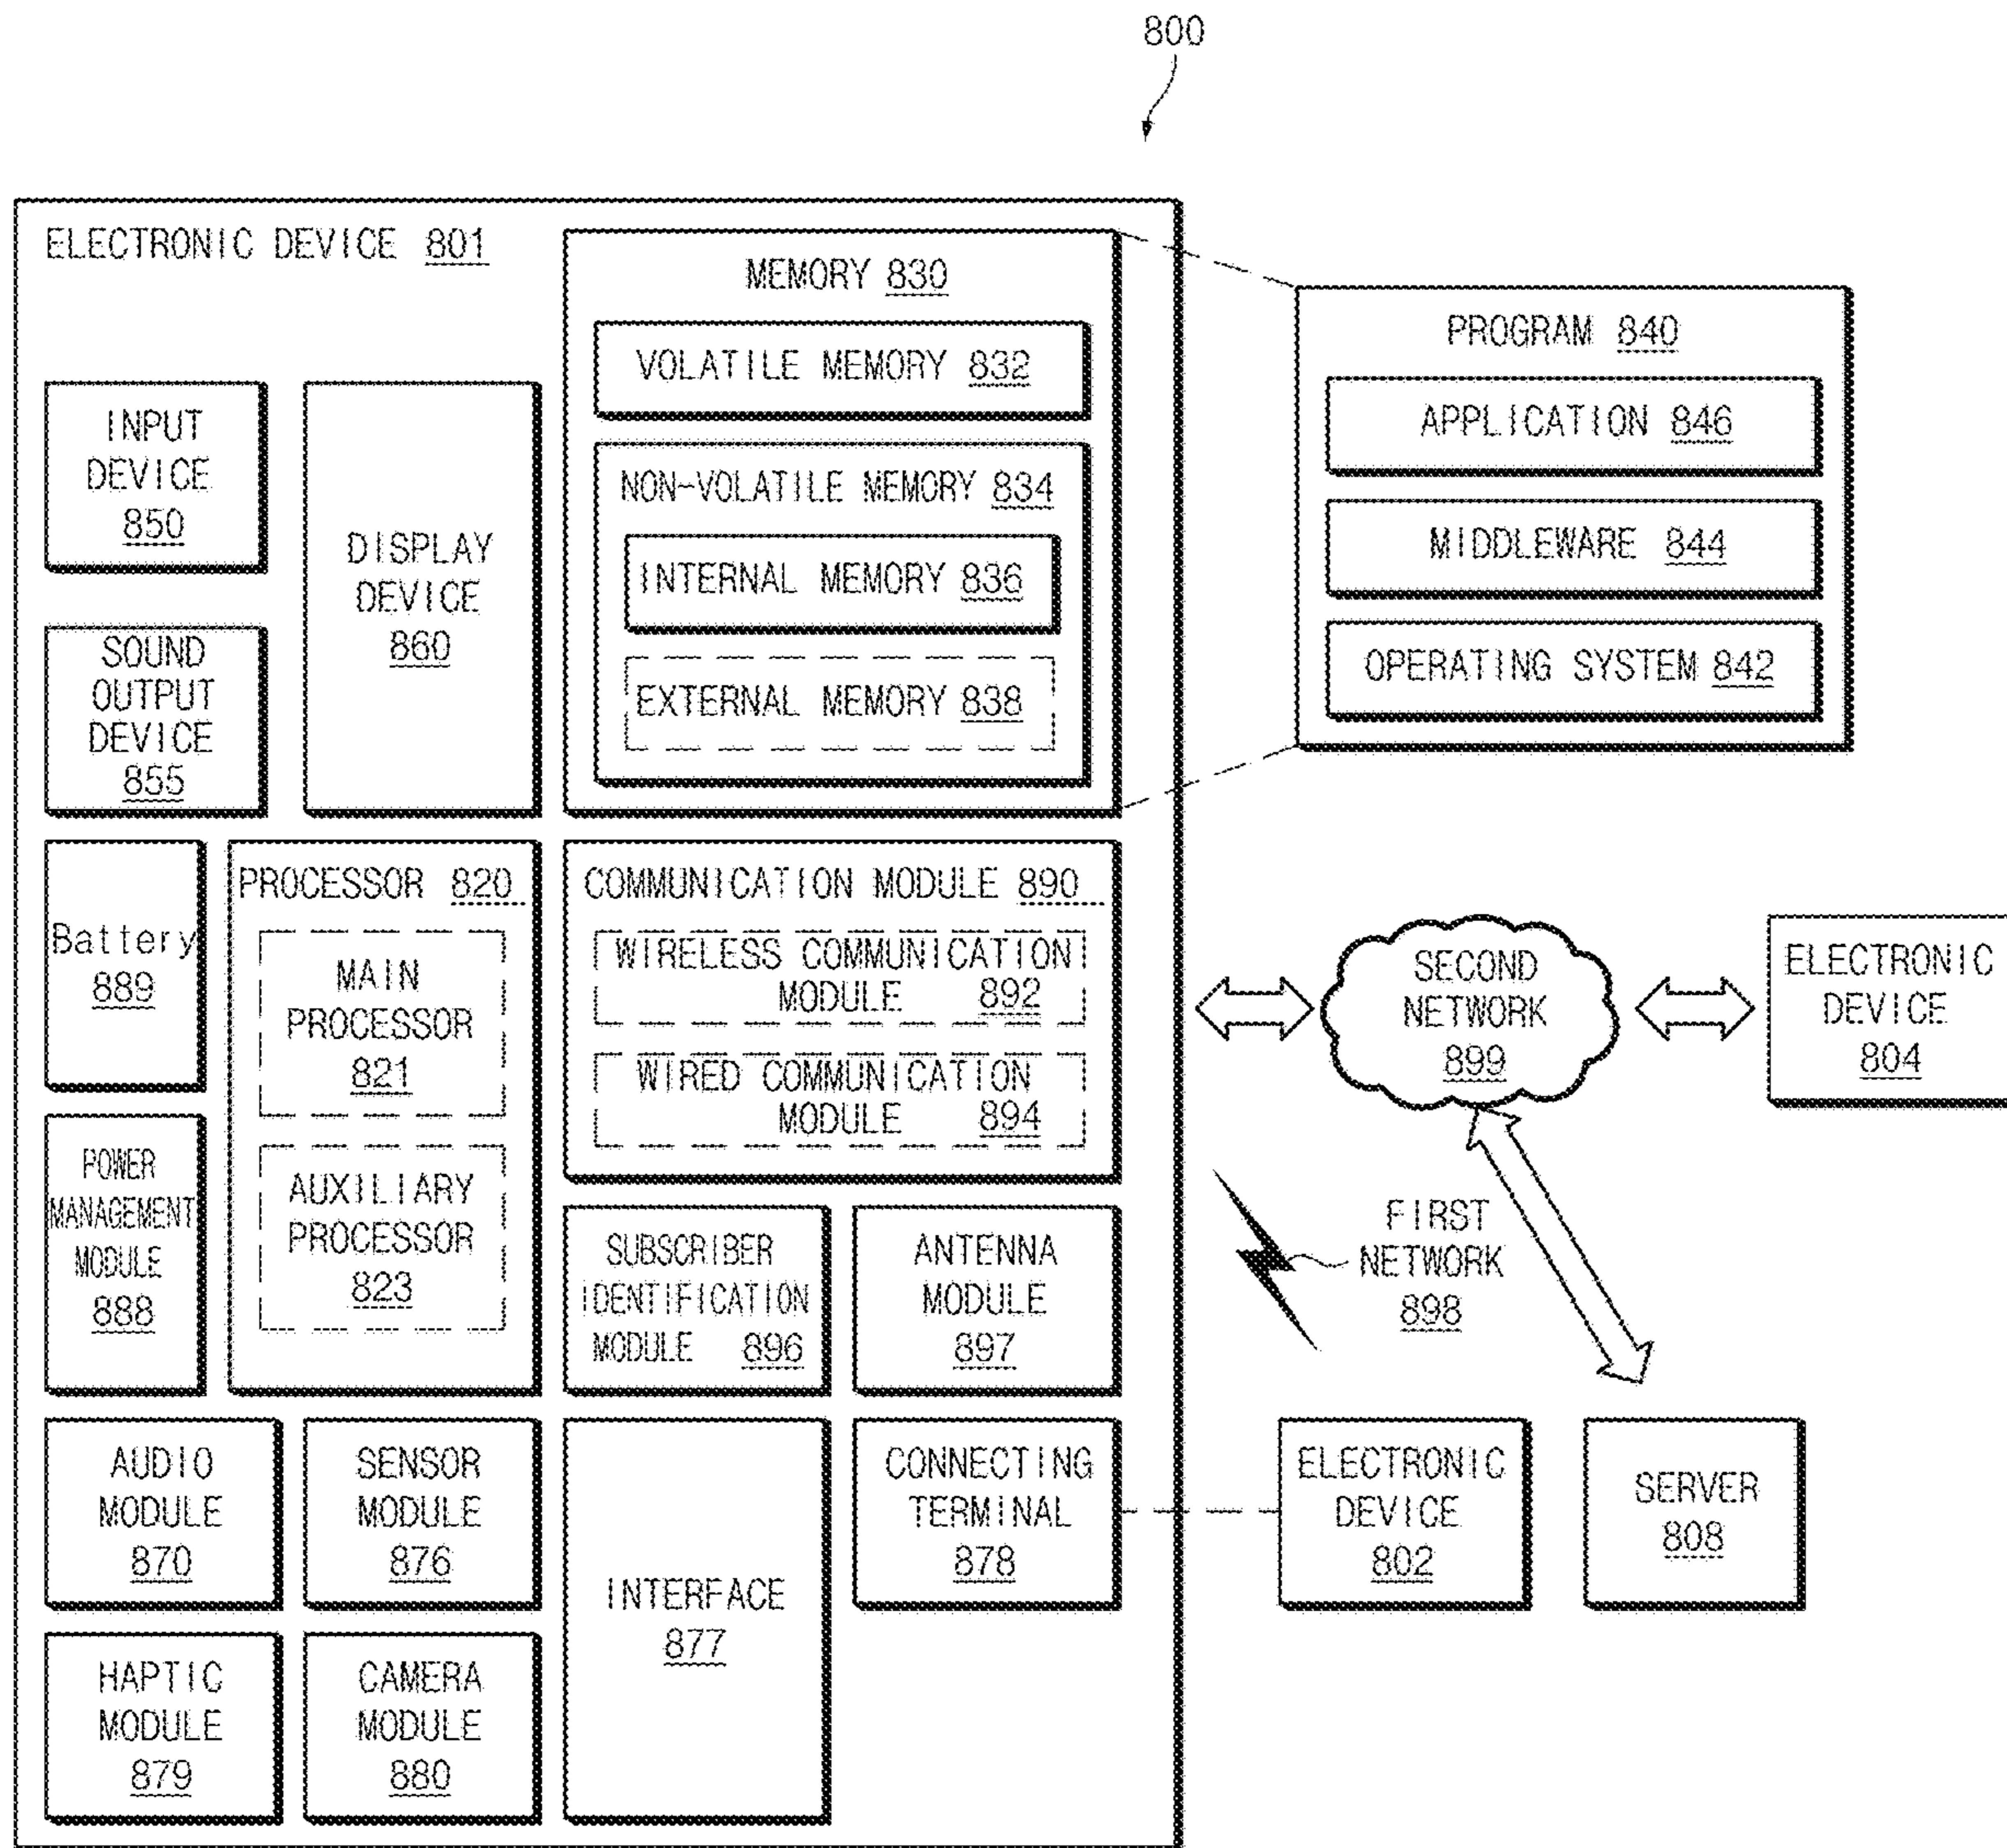 800
ELECTRONIC DEVICE 801
MEMORY 830
VOLATILE MEMORY 832
NON-VOLATILE MEMORY 834
INTERNAL MEMORY 836
EXTERNAL MEMORY 838
PROGRAM 840
APPLICATION 846
MIDDLEWARE 844
OPERATING SYSTEM 842
INPUT
DEVICE
850
DISPLAY
DEVICE
860
SOUND
OUTPUT
DEVICE
855
Battery
889
PROCESSOR 820
MAIN
PROCESSOR
821
AUXILIARY
PROCESSOR
823
COMMUNICATION MODULE 890
WIRELESS COMMUNICATION
MODULE 892
WIRED COMMUNICATION
MODULE 894
SECOND
NETWORK
899
ELECTRONIC
DEVICE
804
POWER
MANAGEMENT
MODULE
888
SUBSCRIBER
IDENTIFICATION
MODULE 896
ANTENNA
MODULE
897
FIRST
NETWORK
898
AUDIO
MODULE
870
SENSOR
MODULE
876
INTERFACE
877
CONNECTING
TERMINAL
878
ELECTRONIC
DEVICE
802
SERVER
808
HAPTIC
MODULE
879
CAMERA
MODULE
880